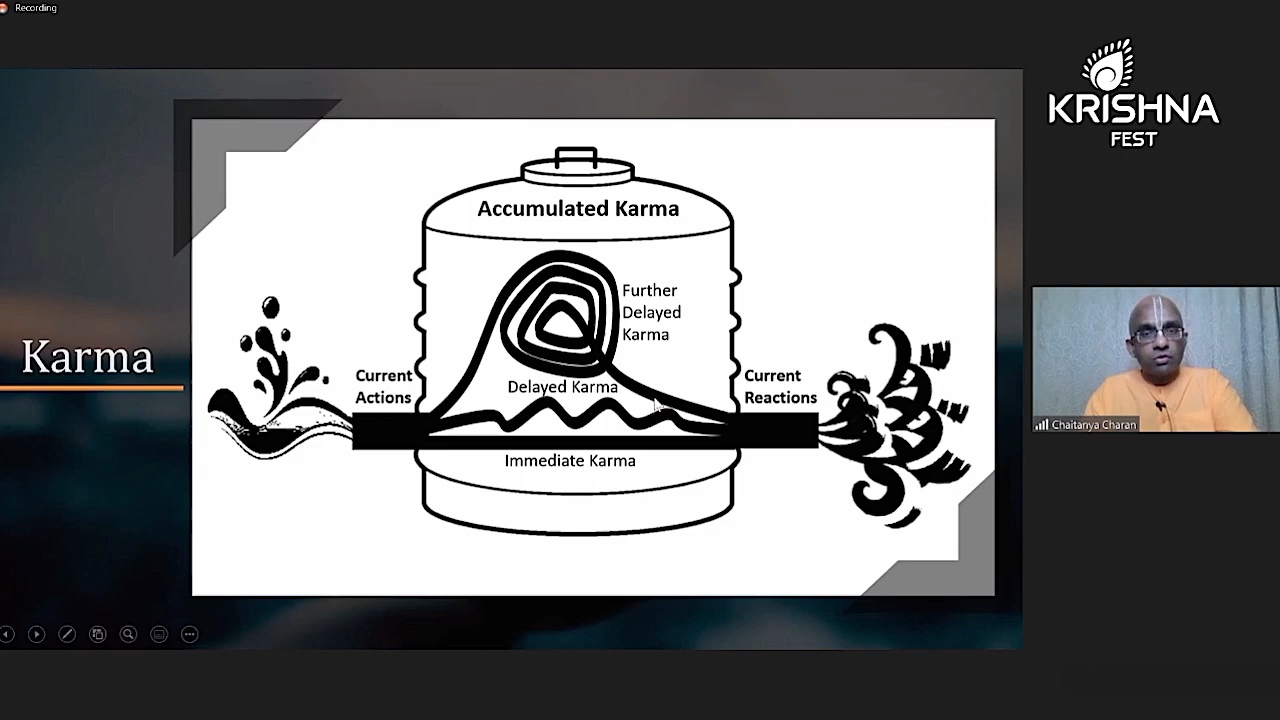 Recording
KRISHNA
FEST
Karma
Accumulated Karma
Further
Delayed
Karma
Delayed Karma
Current
Actions
Current
Reactions
Immediate Karma
Chaitanya Charan